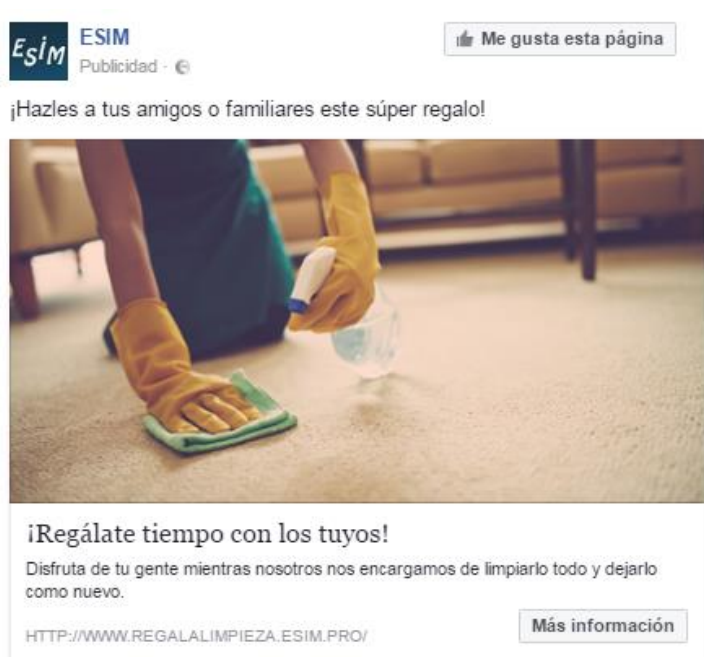 ESIM
ESIM
Publicidad ·
Me gusta esta página
¡Hazles a tus amigos o familiares este súper regalo!
¡Regálate tiempo con los tuyos!
Disfruta de tu gente mientras nosotros nos encargamos de limpiarlo todo y dejarlo
como nuevo.
HTTP://WWW.REGALALIMPIEZA.ESIM.PRO/
Más información